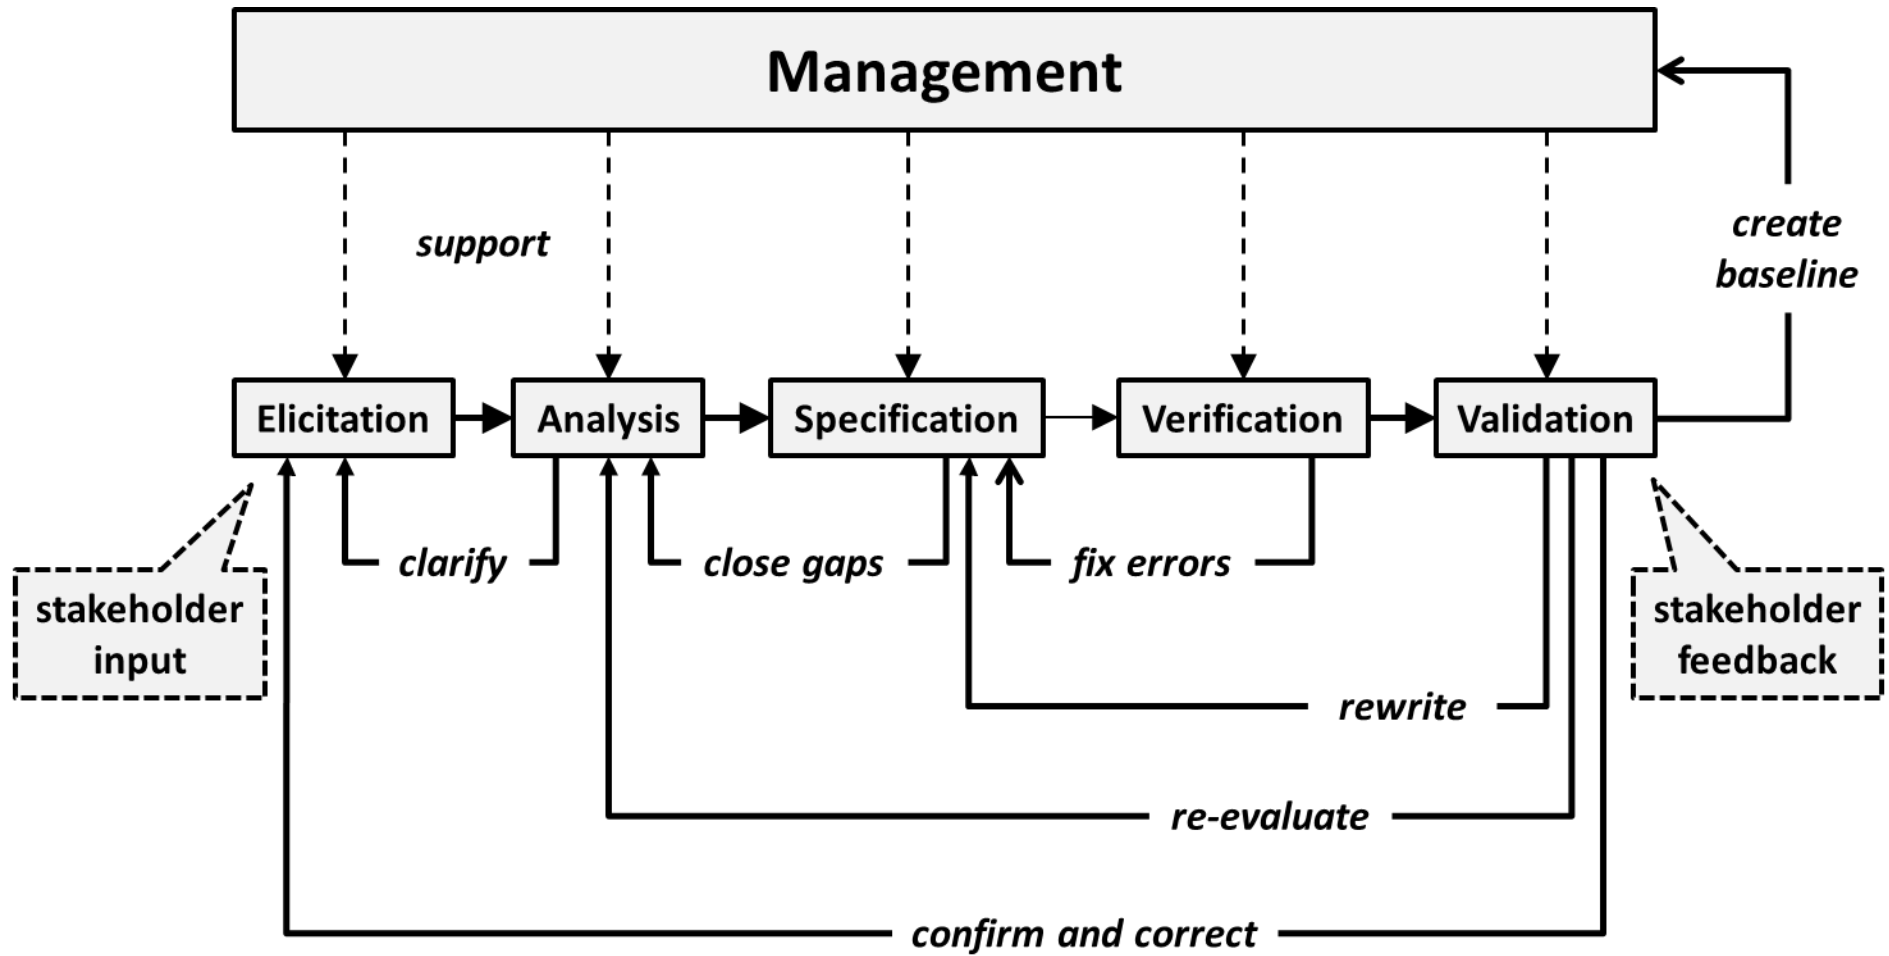 Management
support
create
baseline
Elicitation
Analysis
Specification
Verification
Validation
clarify
close gaps
fix errors
stakeholder
input
stakeholder
feedback
rewrite
re-evaluate
confirm and correct